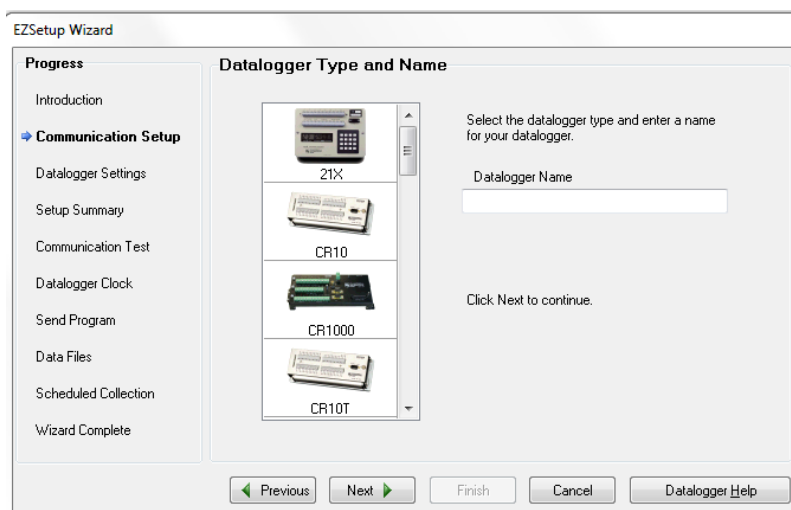 EZSetup Wizard
Progress
Introduction
Communication Setup
Datalogger Settings
Setup Summary
Communication Test
Datalogger Clock
Send Program
Data Files
Scheduled Collection
Wizard Complete
Datalogger Type and Name
21X
CR10
CR1000
CR10T
Select the datalogger type and enter a name
for your datalogger.
Datalogger Name
Click Next to continue.
Previous
Next
Finish
Cancel
Datalogger Help